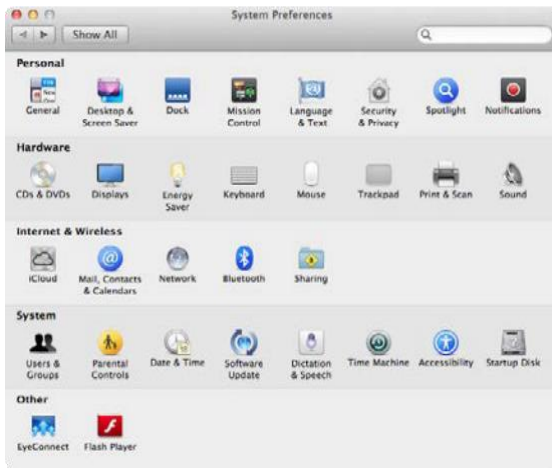 System Preferences
Show All
Personal
General
Desktop &
Screen Saver
Dock
Mission
Control
Language
& Text
Security
& Privacy
Spotlight
Notifications
Hardware
CDs & DVDs
Displays
Energy
Saver
Keyboard
Mouse
Trackpad
Print & Scan
Sound
Internet & Wireless
iCloud
Mail, Contacts
& Calendars
Network
Bluetooth
Sharing
System
Users &
Groups
Parental
Controls
Date & Time
Software
Update
Dictation
& Speech
Time Machine
Accessibility
Startup Disk
Other
EyeConnect
Flash Player